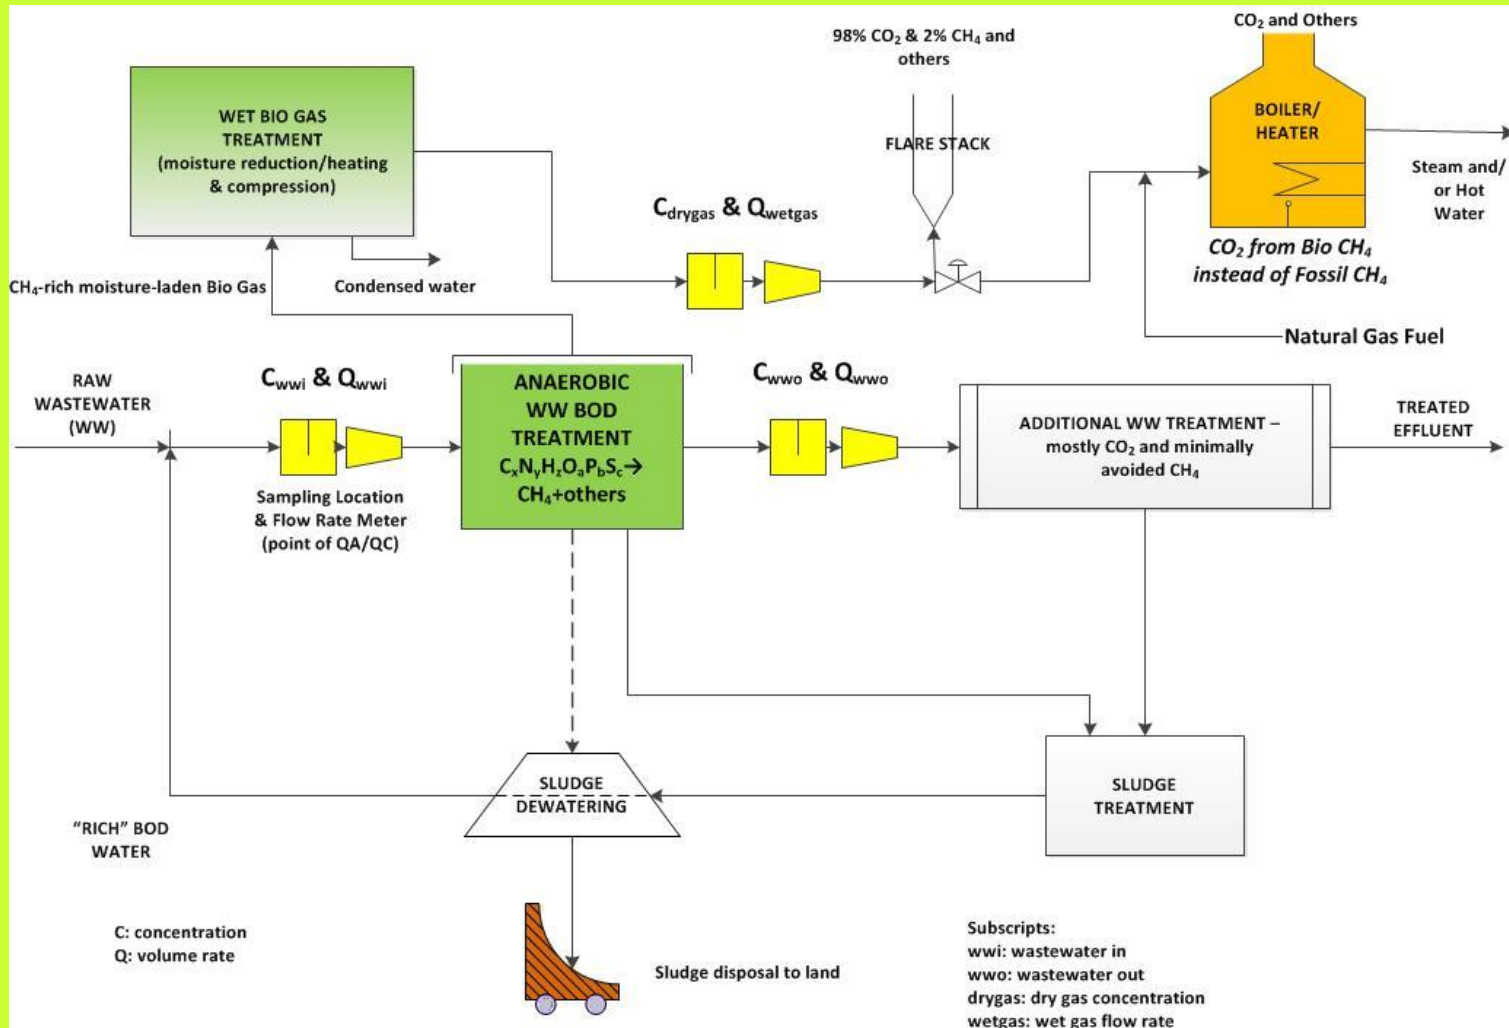 CO₂ and Others
98% CO₂ & 2% CH₄ and
others
WET BIO GAS
TREATMENT
(moisture reduction/heating
& compression)
BOILER/
HEATER
FLARE STACK
Steam and/
or Hot
Water
C_drygas & Q_wetgas
CO₂ from Bio CH₄
instead of Fossil CH₄
CH₄-rich moisture-laden Bio Gas
Condensed water
Natural Gas Fuel
RAW
WASTEWATER
(WW)
C_wwi & Q_wwi
ANAEROBIC
WW BOD
TREATMENT
CₓNᵧH_zOₐP_bS_c→
CH₄+others
C_wwo & Q_wwo
ADDITIONAL WW TREATMENT –
mostly CO₂ and minimally
avoided CH₄
TREATED
EFFLUENT
Sampling Location
& Flow Rate Meter
(point of QA/QC)
SLUDGE
DEWATERING
SLUDGE
TREATMENT
“RICH” BOD
WATER
C: concentration
Q: volume rate
Sludge disposal to land
Subscripts:
wwi: wastewater in
wwo: wastewater out
drygas: dry gas concentration
wetgas: wet gas flow rate